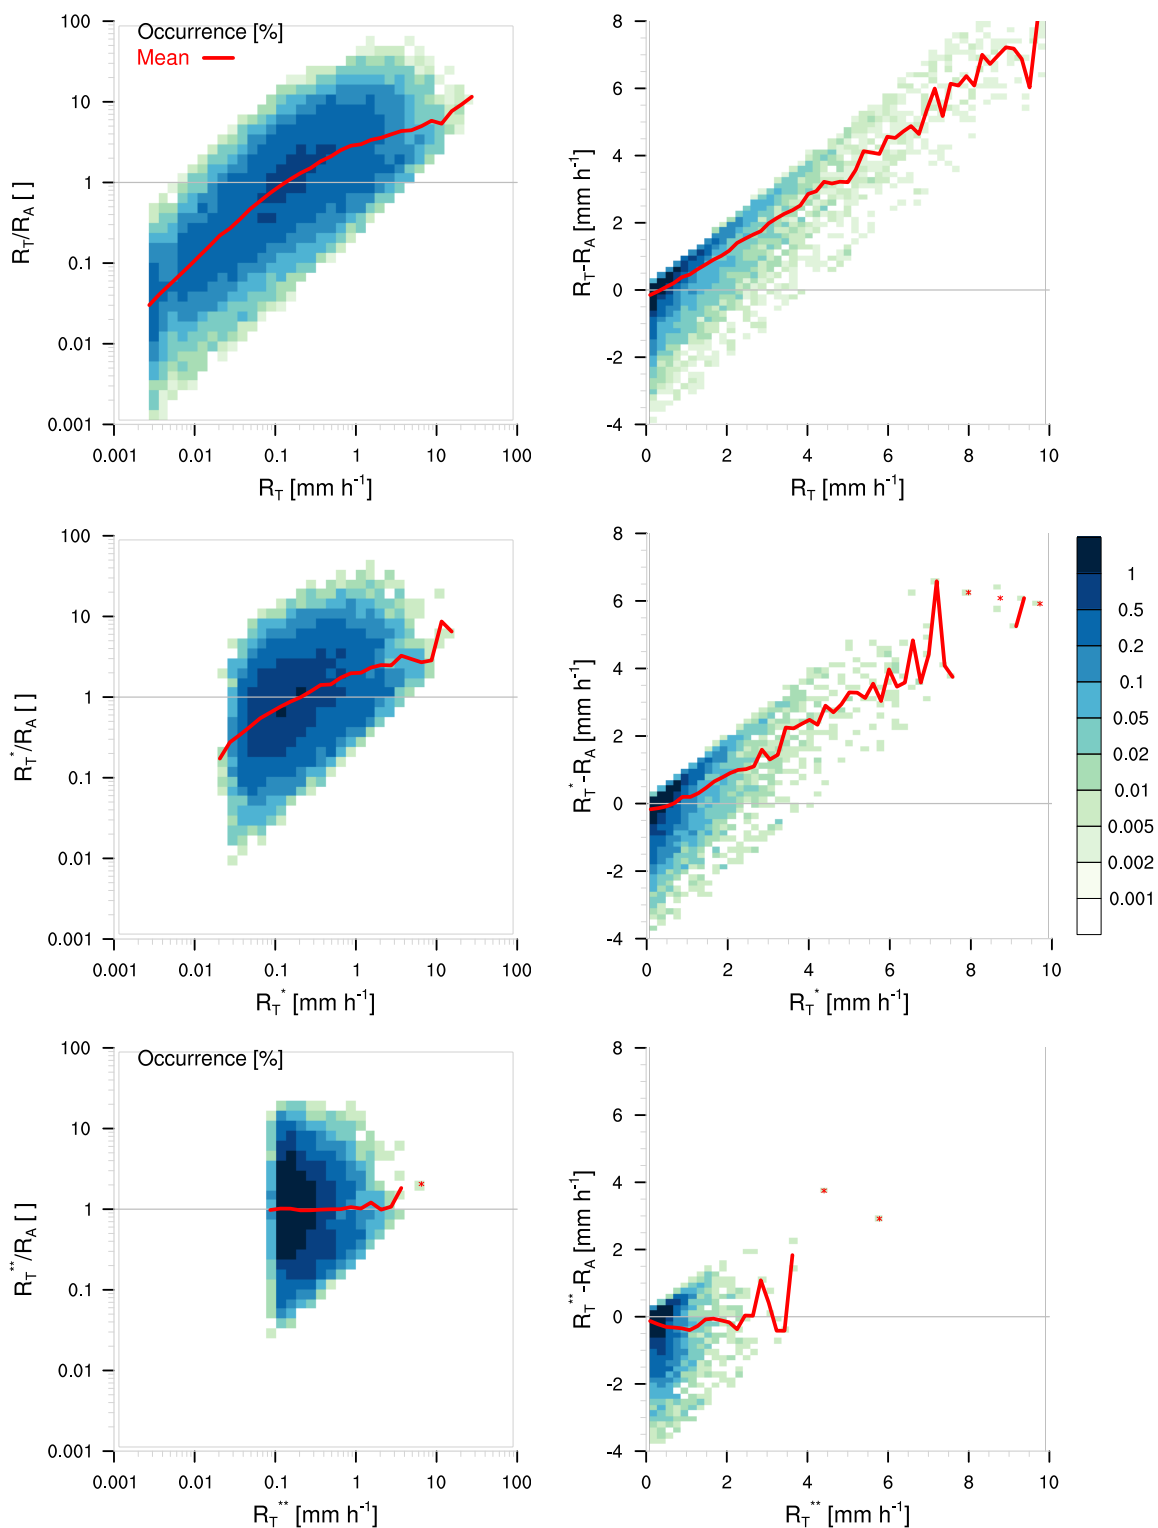 Occurrence [%]
Mean
100
10
1
0.1
0.01
0.001
R_T/R_A [ ]
0.001 0.01 0.1 1 10 100
R_T [mm h⁻¹]
8
6
4
2
0
-2
-4
R_T-R_A [mm h⁻¹]
0 2 4 6 8 10
R_T [mm h⁻¹]
100
10
1
0.1
0.01
0.001
R_T^*/R_A [ ]
0.001 0.01 0.1 1 10 100
R_T^* [mm h⁻¹]
8
6
4
2
0
-2
-4
R_T^*-R_A [mm h⁻¹]
0 2 4 6 8 10
R_T^* [mm h⁻¹]
1
0.5
0.2
0.1
0.05
0.02
0.01
0.005
0.002
0.001
Occurrence [%]
100
10
1
0.1
0.01
0.001
R_T^**/R_A [ ]
0.001 0.01 0.1 1 10 100
R_T^** [mm h⁻¹]
8
6
4
2
0
-2
-4
R_T^**-R_A [mm h⁻¹]
0 2 4 6 8 10
R_T^** [mm h⁻¹]